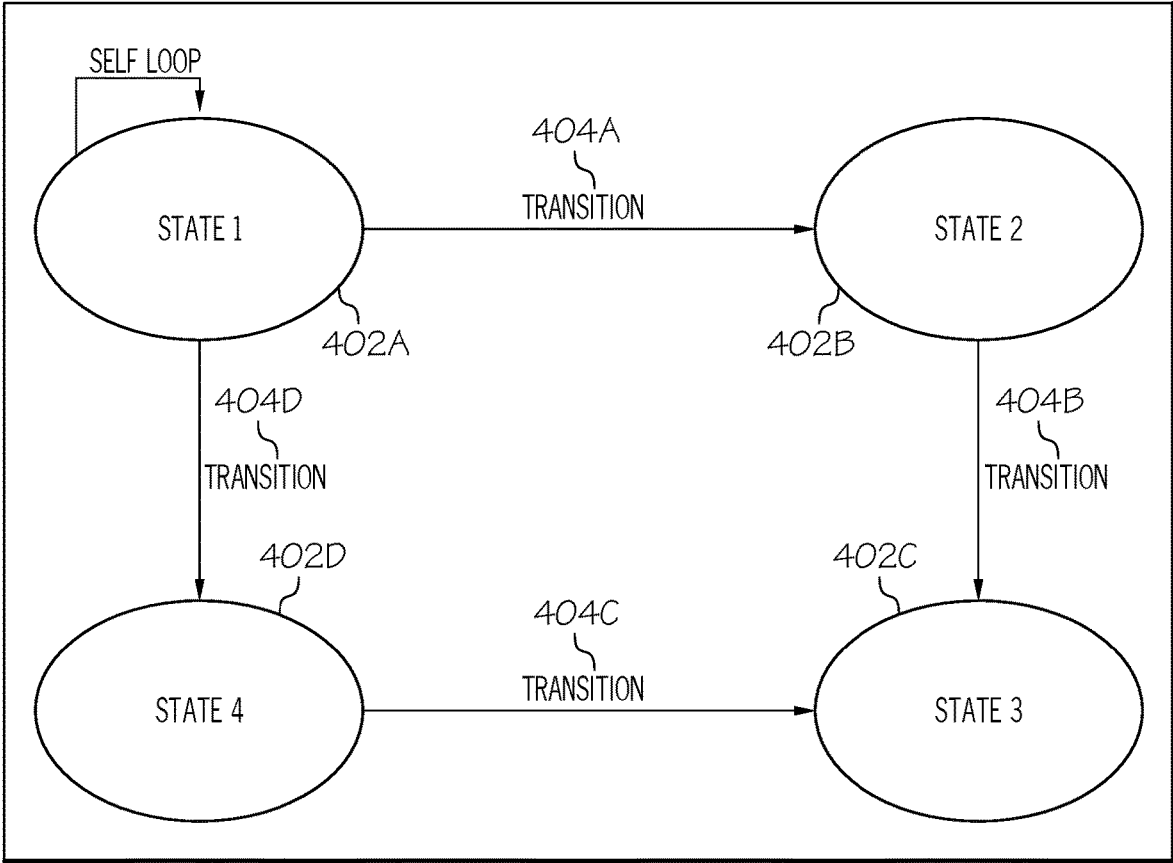 SELF LOOP
404A
TRANSITION
STATE 1
STATE 2
402A
402B
404D
404B
TRANSITION
TRANSITION
402D
402C
404C
TRANSITION
STATE 4
STATE 3